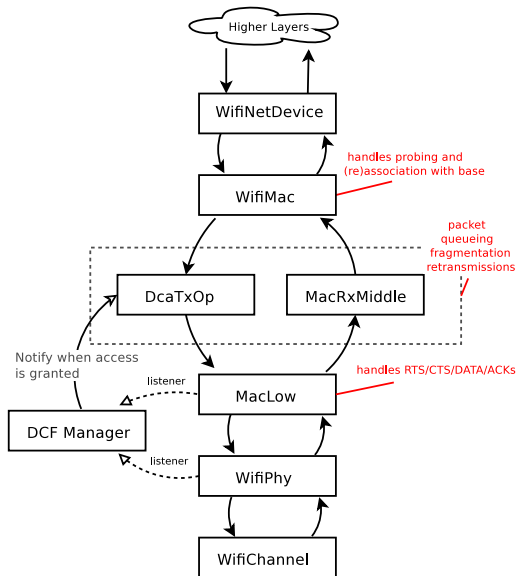 Higher Layers
WifiNetDevice
handles probing and
(re)association with base
WifiMac
packet
queueing
fragmentation
retransmissions
DcaTxOp
MacRxMiddle
Notify when access
is granted
handles RTS/CTS/DATA/ACKs
listener
MacLow
DCF Manager
listener
WifiPhy
WifiChannel